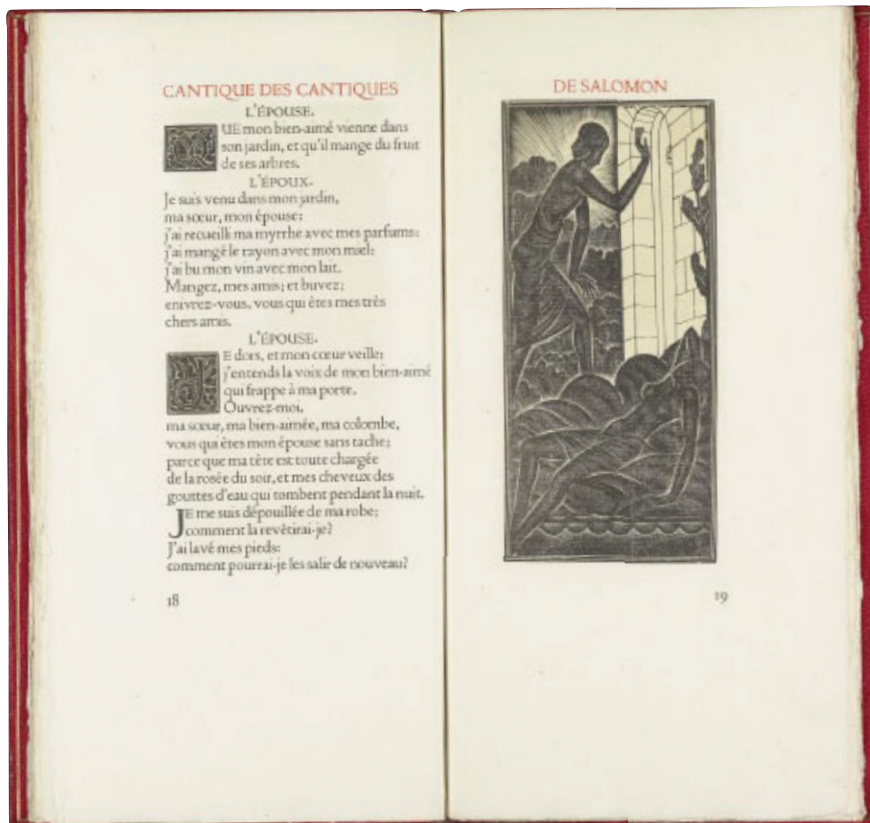 CANTIQUE DES CANTIQUES
L'ÉPOUSE.
QUE mon bien-aimé vienne dans
son jardin, et qu'il mange du fruit
de ses arbres.
L'ÉPOUX.
Je suis venu dans mon jardin,
ma sœur, mon épouse:
j'ai recueilli ma myrrhe avec mes parfums:
j'ai mangé le rayon avec mon miel:
j'ai bu mon vin avec mon lait.
Mangez, mes amis; et buvez;
enivrez-vous, vous qui êtes mes très
chers amis.
L'ÉPOUSE.
JE dors, et mon cœur veille:
j'entends la voix de mon bien-aimé
qui frappe à ma porte.
Ouvrez-moi,
ma sœur, ma bien-aimée, ma colombe,
vous qui êtes mon épouse sans tache;
parce que ma tête est toute chargée
de la rosée du soir, et mes cheveux des
gouttes d'eau qui tombent pendant la nuit.
JE me suis dépouillée de ma robe;
comment la revêtirai-je?
J'ai lavé mes pieds:
comment pourrai-je les salir de nouveau?
18
DE SALOMON
19